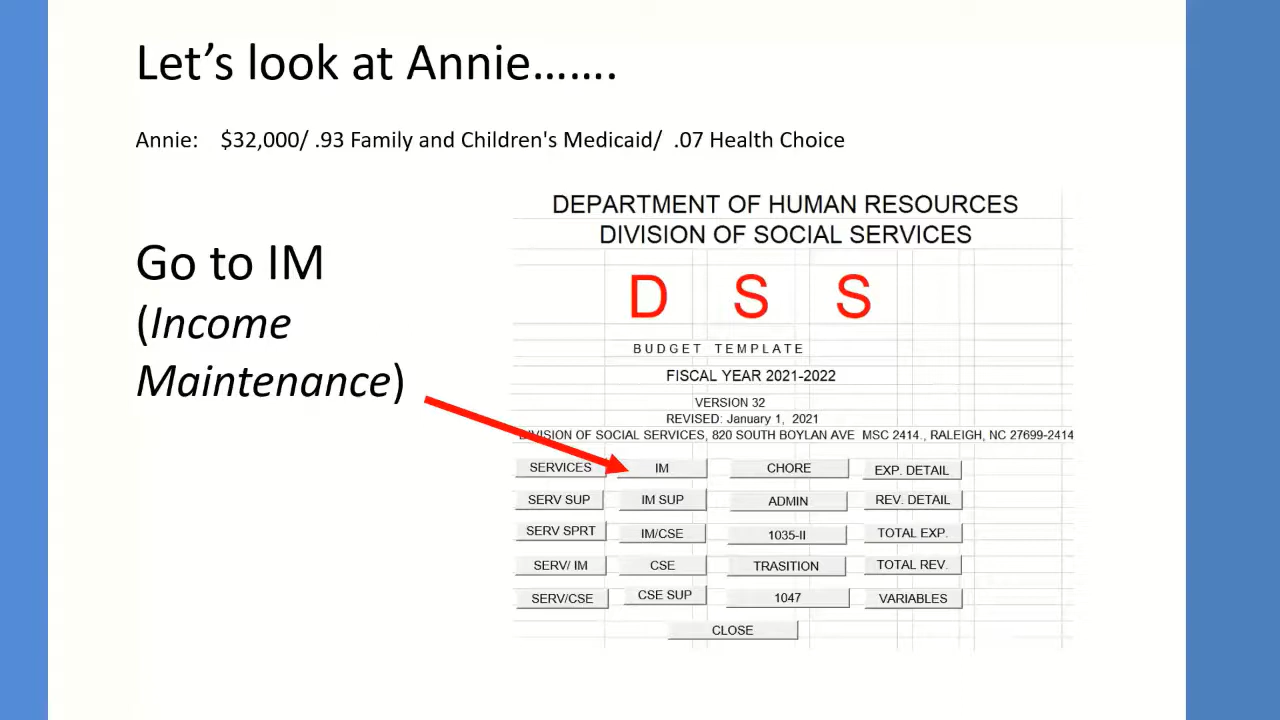 Let’s look at Annie…….
Annie: $32,000/ .93 Family and Children's Medicaid/ .07 Health Choice
Go to IM
(Income
Maintenance)
DEPARTMENT OF HUMAN RESOURCES
DIVISION OF SOCIAL SERVICES
D S S
BUDGET TEMPLATE
FISCAL YEAR 2021-2022
VERSION 32
REVISED: January 1, 2021
DIVISION OF SOCIAL SERVICES, 820 SOUTH BOYLAN AVE MSC 2414., RALEIGH, NC 27699-2414
SERVICES IM CHORE EXP. DETAIL
SERV SUP IM SUP ADMIN REV. DETAIL
SERV SPRT IM/CSE 1035-II TOTAL EXP.
SERV/ IM CSE TRASITION TOTAL REV.
SERV/CSE CSE SUP 1047 VARIABLES
CLOSE